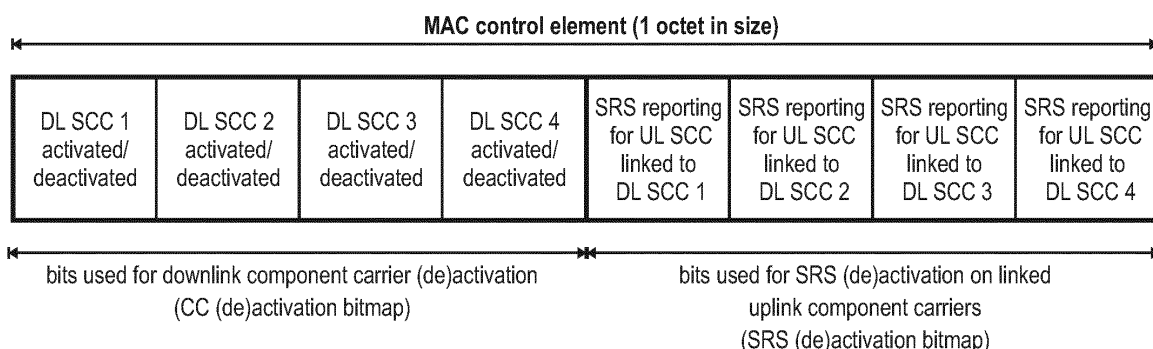 MAC control element (1 octet in size)
DL SCC 1
activated/
deactivated
DL SCC 2
activated/
deactivated
DL SCC 3
activated/
deactivated
DL SCC 4
activated/
deactivated
SRS reporting
for UL SCC
linked to
DL SCC 1
SRS reporting
for UL SCC
linked to
DL SCC 2
SRS reporting
for UL SCC
linked to
DL SCC 3
SRS reporting
for UL SCC
linked to
DL SCC 4
bits used for downlink component carrier (de)activation
(CC (de)activation bitmap)
bits used for SRS (de)activation on linked
uplink component carriers
(SRS (de)activation bitmap)